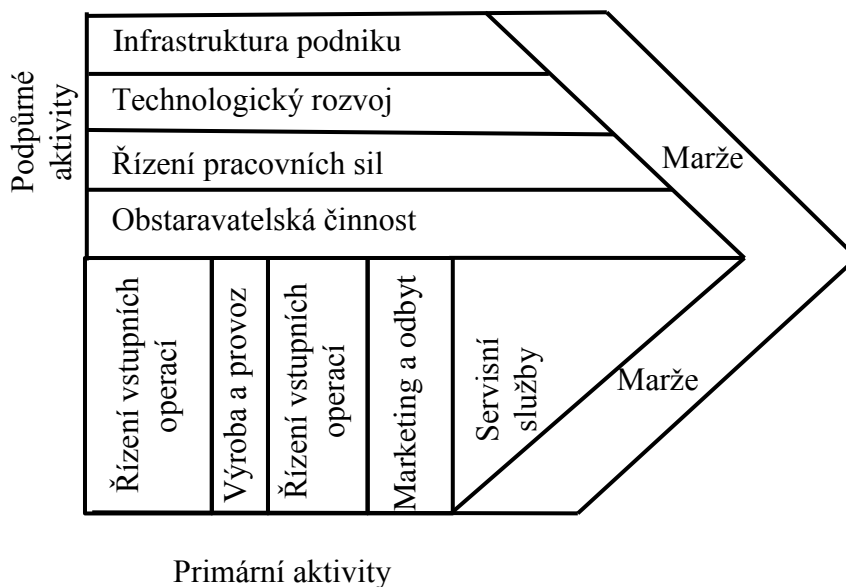 Infrastruktura podniku
Technologický rozvoj
Řízení pracovních sil
Obstaravatelská činnost
Podpůrné
aktivity
Marže
Řízení vstupních
operací
Výroba a provoz
Řízení vstupních
operací
Marketing a odbyt
Servisní
služby
Marže
Primární aktivity